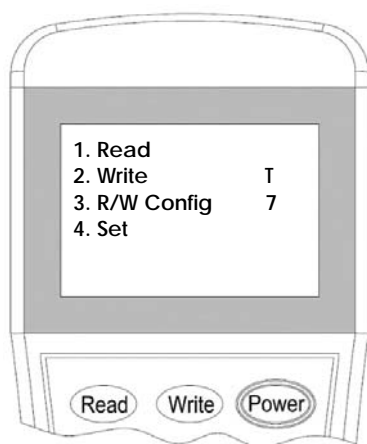 1. Read
2. Write T
3. R/W Config 7
4. Set
Read Write Power